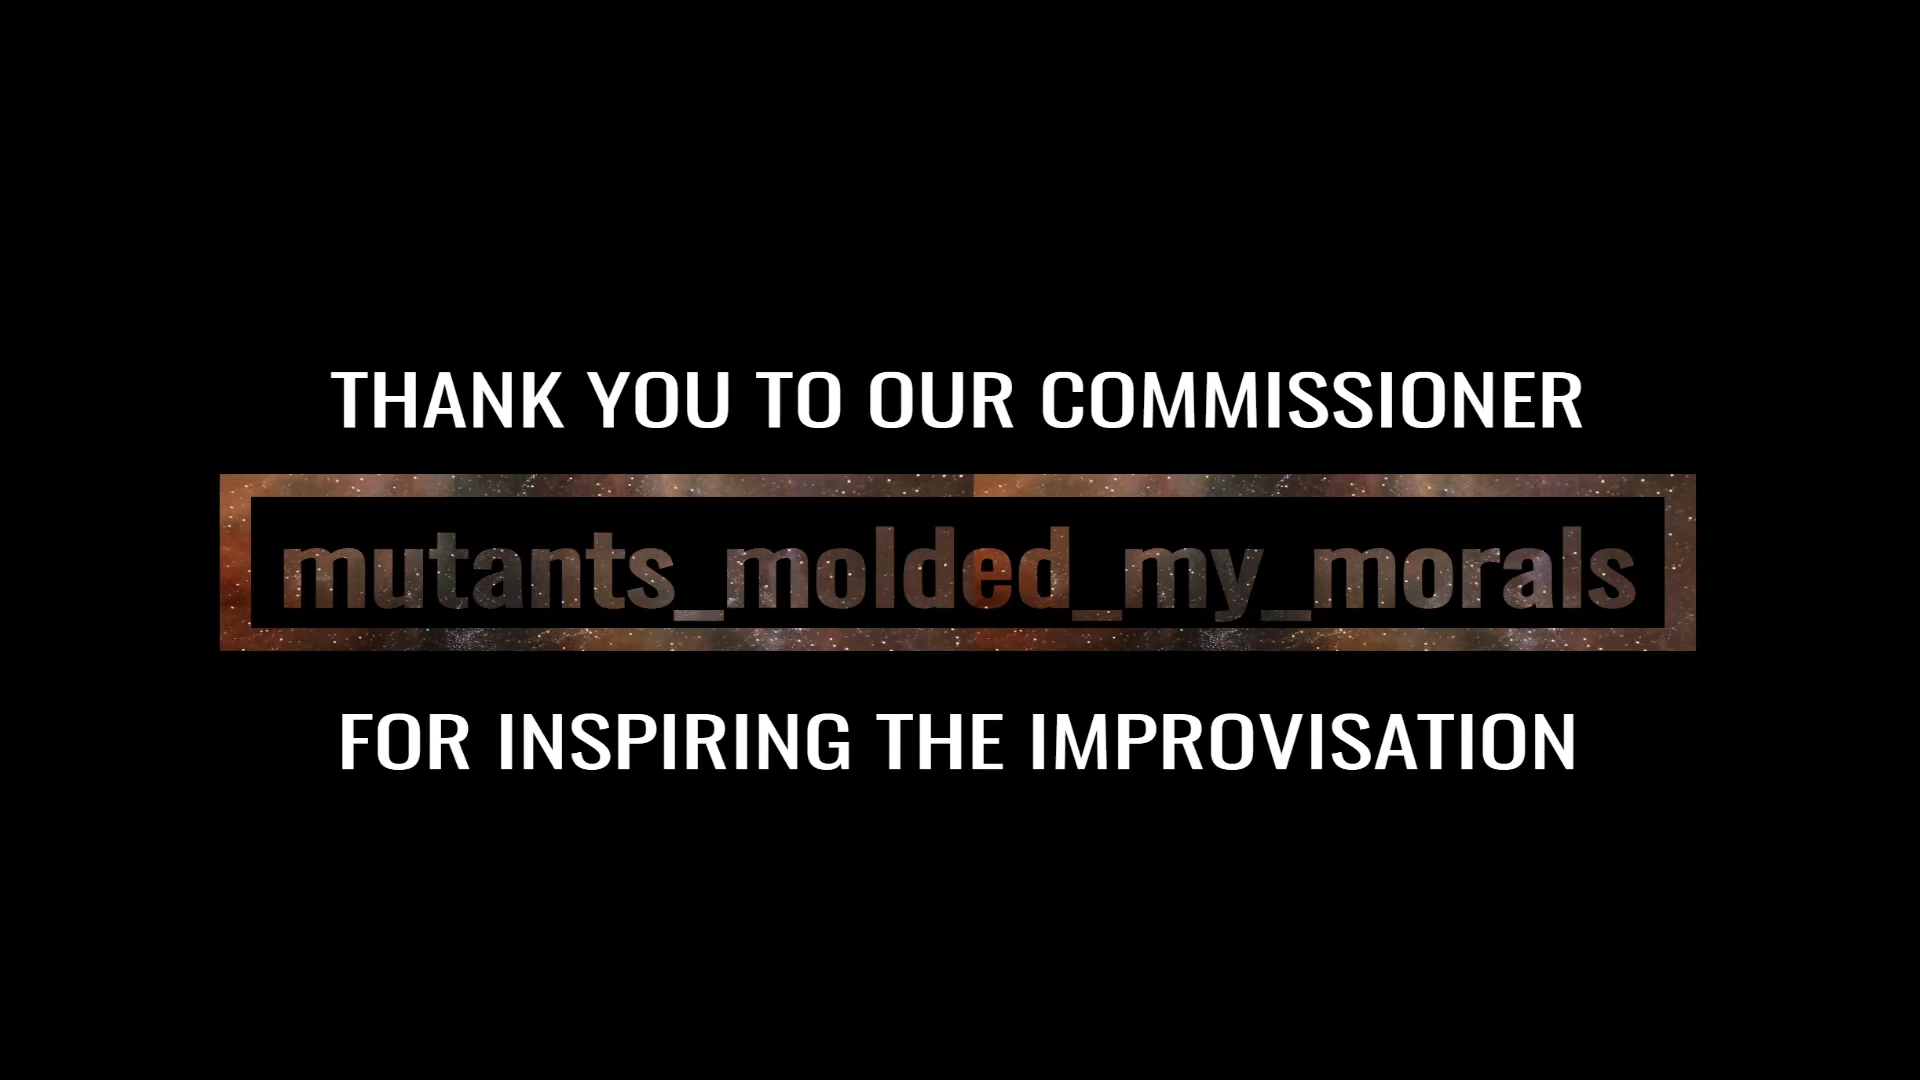 THANK YOU TO OUR COMMISSIONER
mutants_molded_my_morals
FOR INSPIRING THE IMPROVISATION